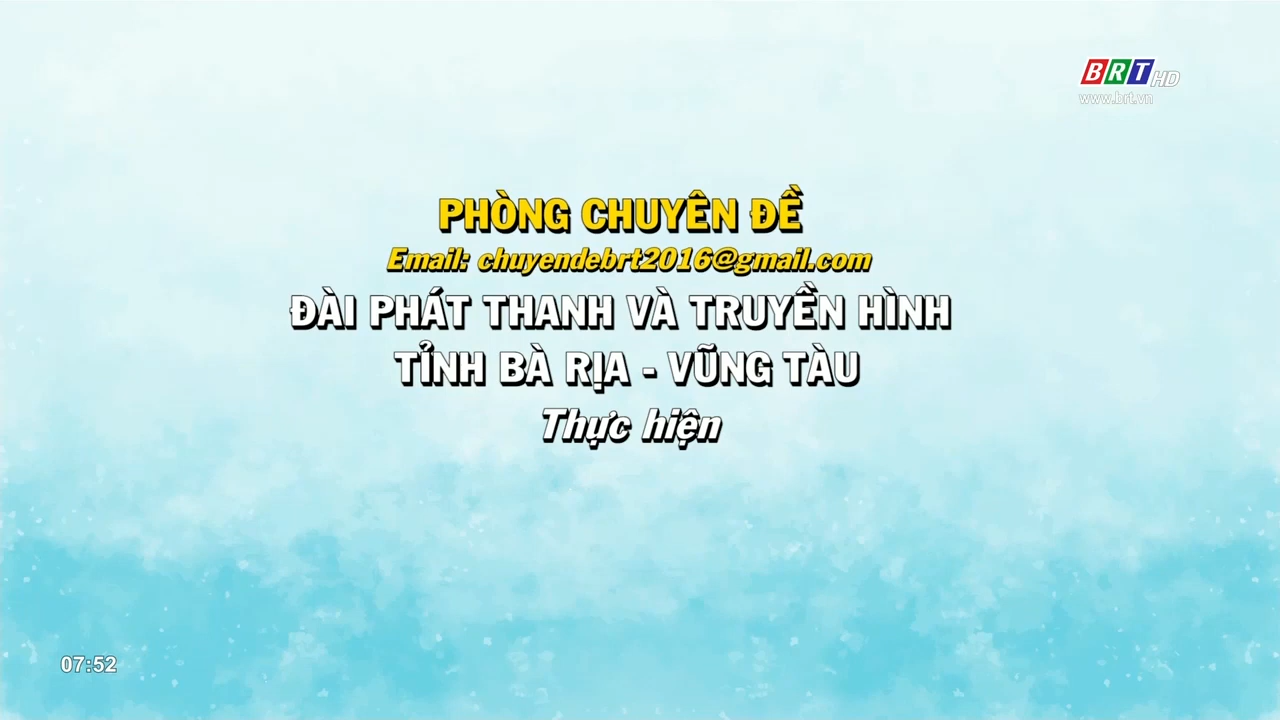 BRT HD
www.brt.vn
PHÒNG CHUYÊN ĐỀ
Email: chuyendebrt2016@gmail.com
ĐÀI PHÁT THANH VÀ TRUYỀN HÌNH
TỈNH BÀ RỊA - VŨNG TÀU
Thực hiện
07:52